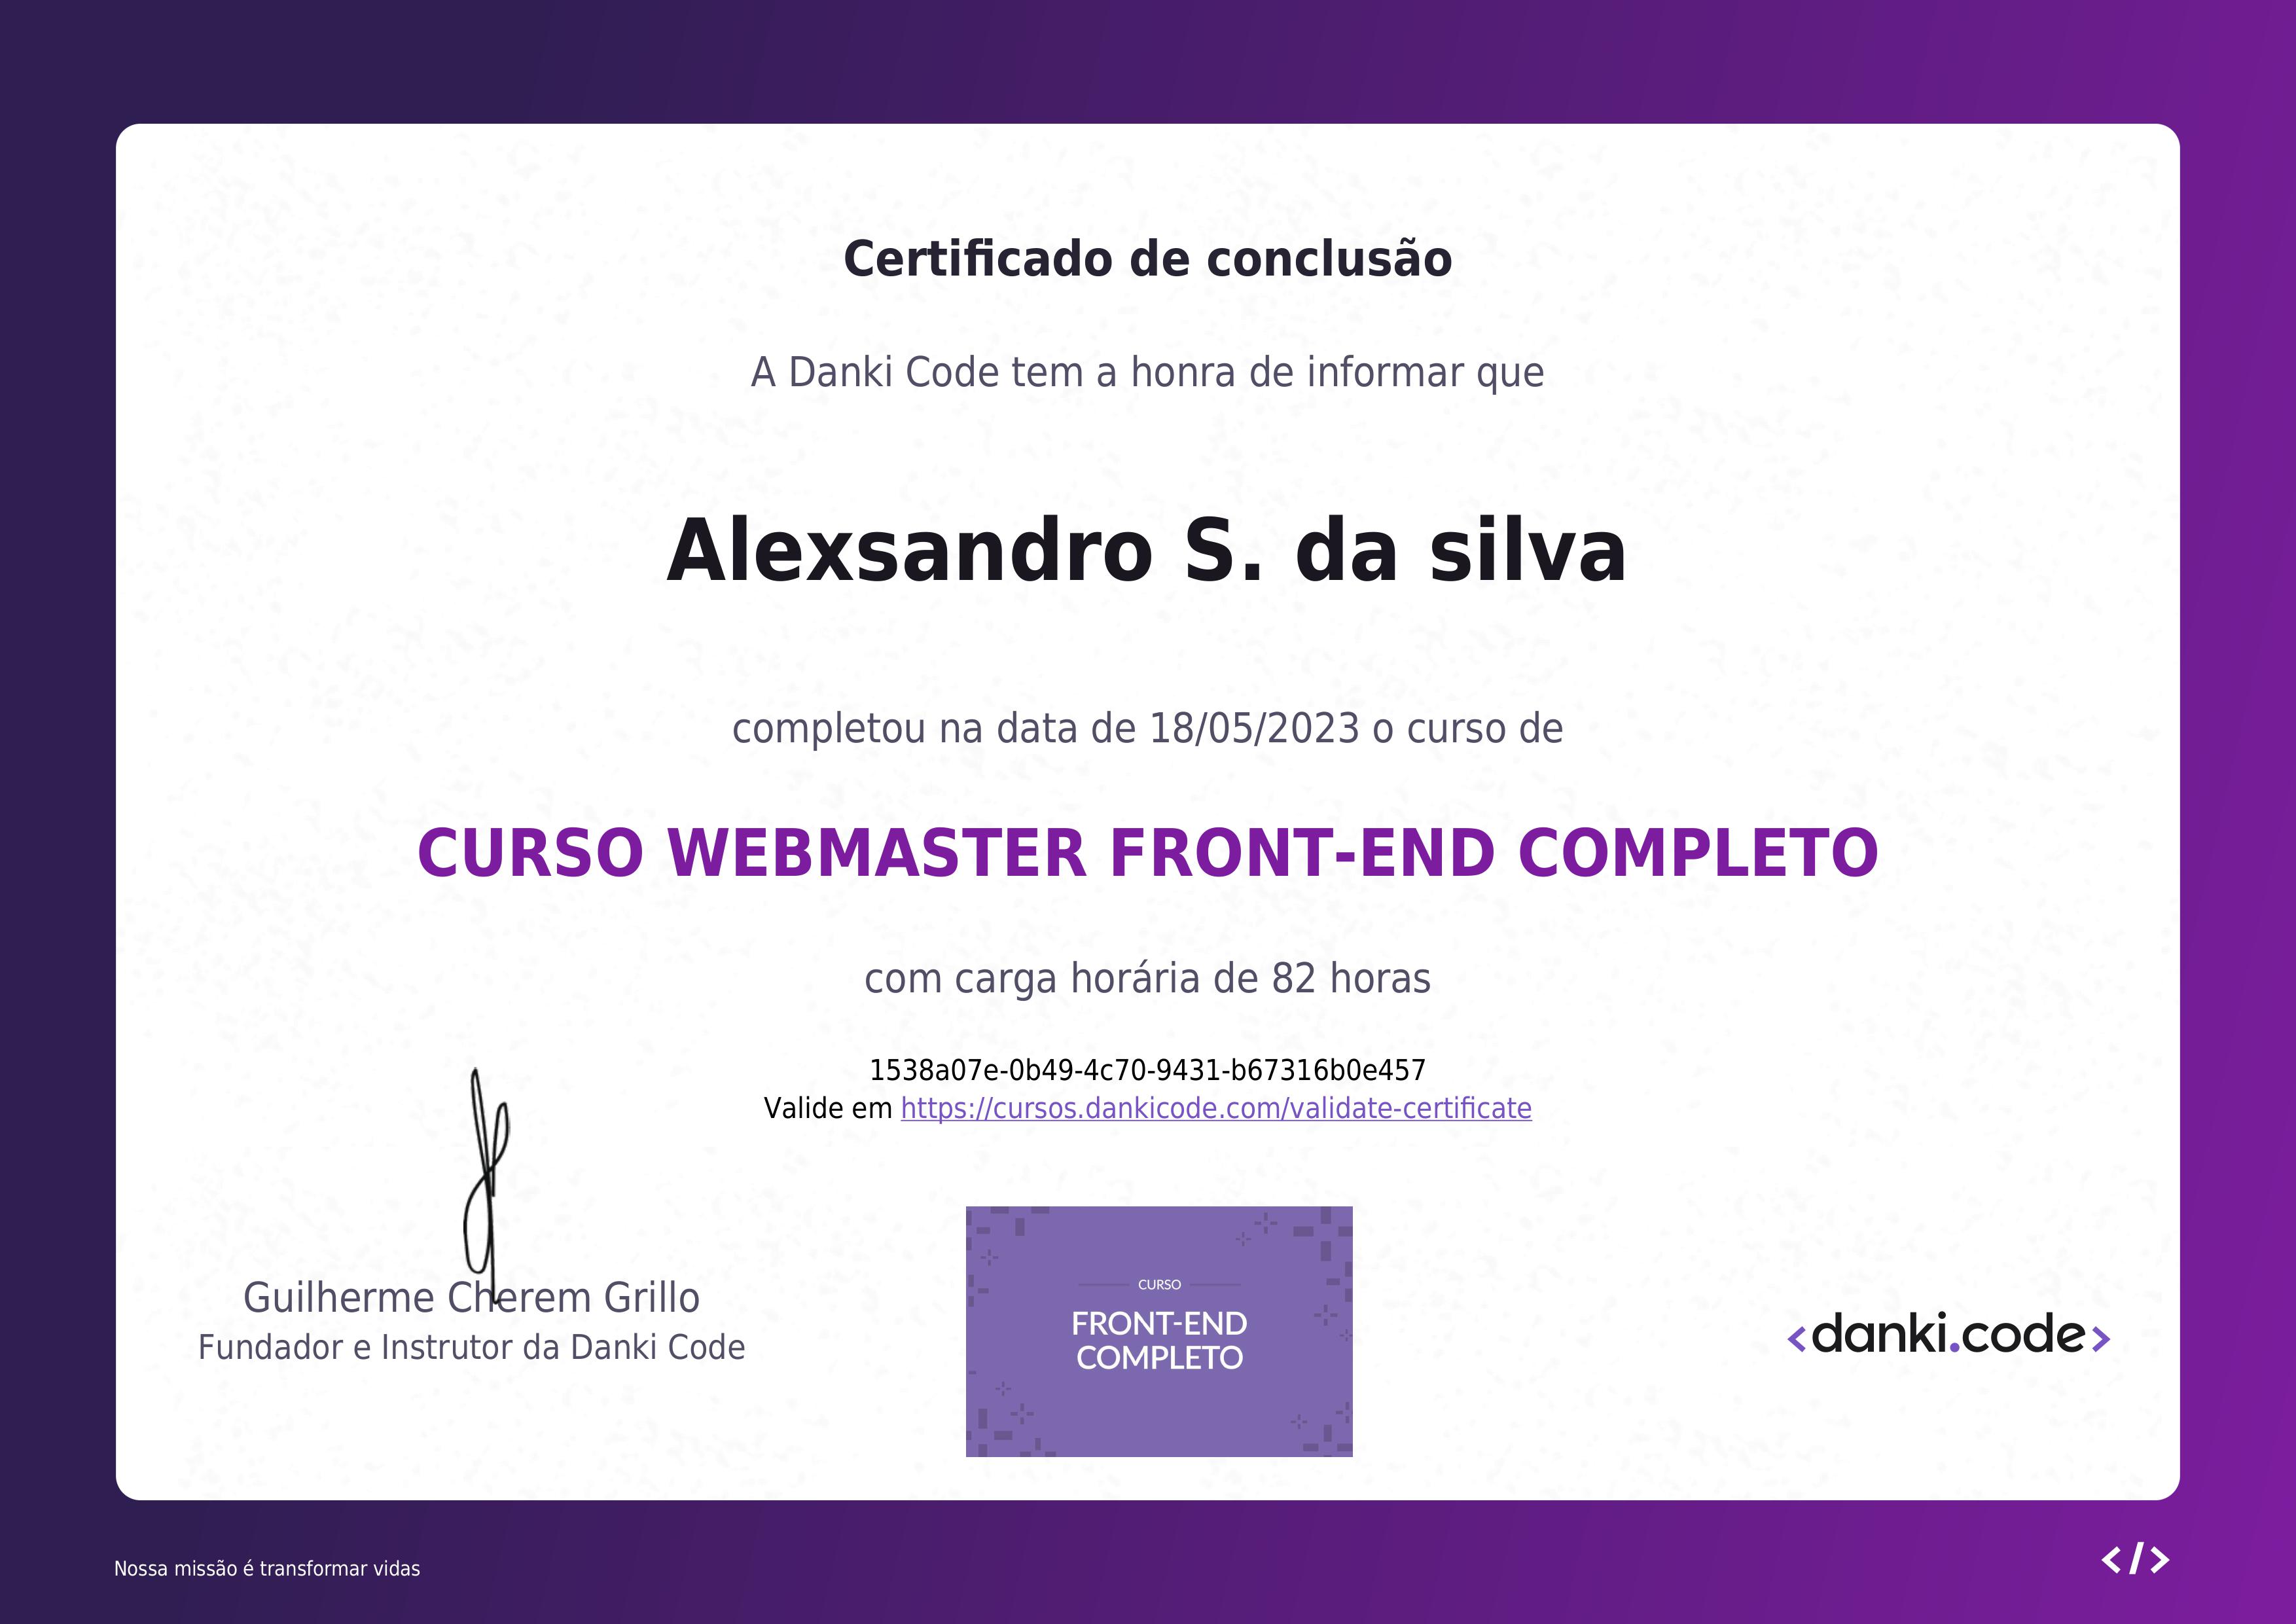 Certificado de conclusão
A Danki Code tem a honra de informar que
Alexsandro S. da silva
completou na data de 18/05/2023 o curso de
CURSO WEBMASTER FRONT-END COMPLETO
com carga horária de 82 horas
1538a07e-0b49-4c70-9431-b67316b0e457
Valide em https://cursos.dankicode.com/validate-certificate
Guilherme Cherem Grillo
Fundador e Instrutor da Danki Code
CURSO
FRONT-END
COMPLETO
<danki.code>
Nossa missão é transformar vidas
</>